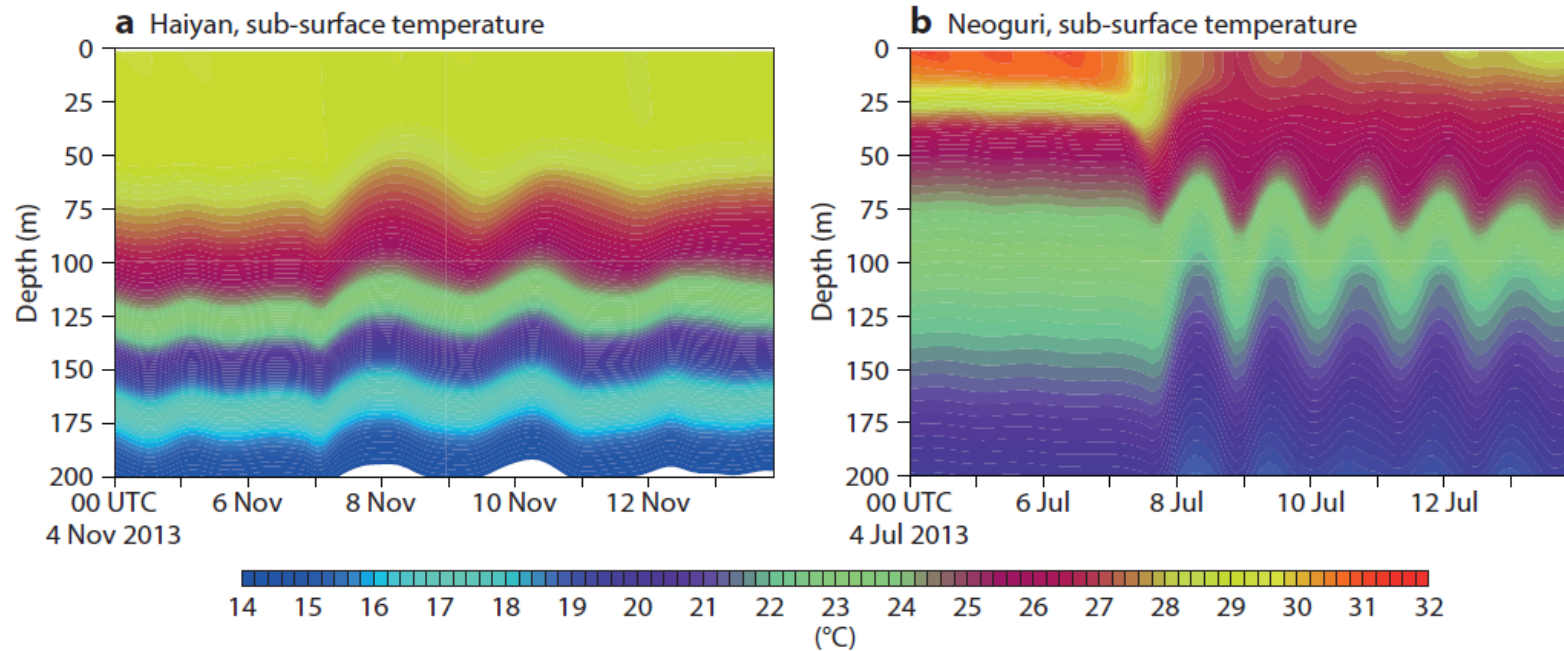 a Haiyan, sub-surface temperature
0
25
50
75
100
125
150
175
200
Depth (m)
00 UTC 6 Nov 8 Nov 10 Nov 12 Nov
4 Nov 2013
b Neoguri, sub-surface temperature
0
25
50
75
100
125
150
175
200
Depth (m)
00 UTC 6 Jul 8 Jul 10 Jul 12 Jul
4 Jul 2013
14 15 16 17 18 19 20 21 22 23 24 25 26 27 28 29 30 31 32
(°C)